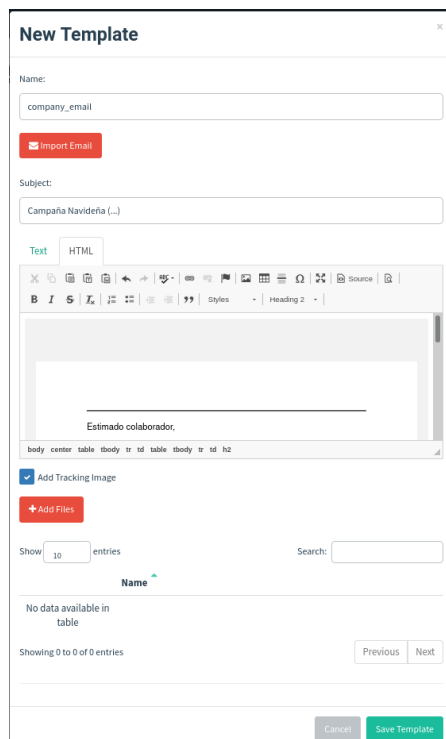 New Template
×
Name:
company_email
Import Email
Subject:
Campaña Navideña (...)
Text HTML
Source
B I S Styles Heading 2
Estimado colaborador,
body center table tbody tr td table tbody tr td h2
Add Tracking Image
+ Add Files
Show 10 entries Search:
Name
No data available in
table
Showing 0 to 0 of 0 entries Previous Next
Cancel Save Template